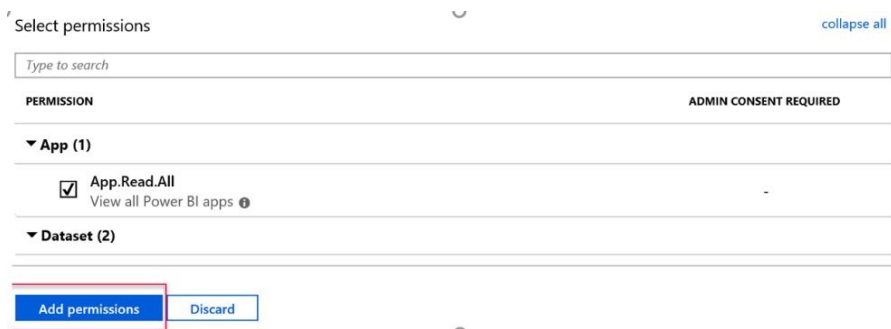 Select permissions
collapse all
Type to search
PERMISSION
ADMIN CONSENT REQUIRED
App (1)
App.Read.All
-
View all Power BI apps
Dataset (2)
Add permissions
Discard